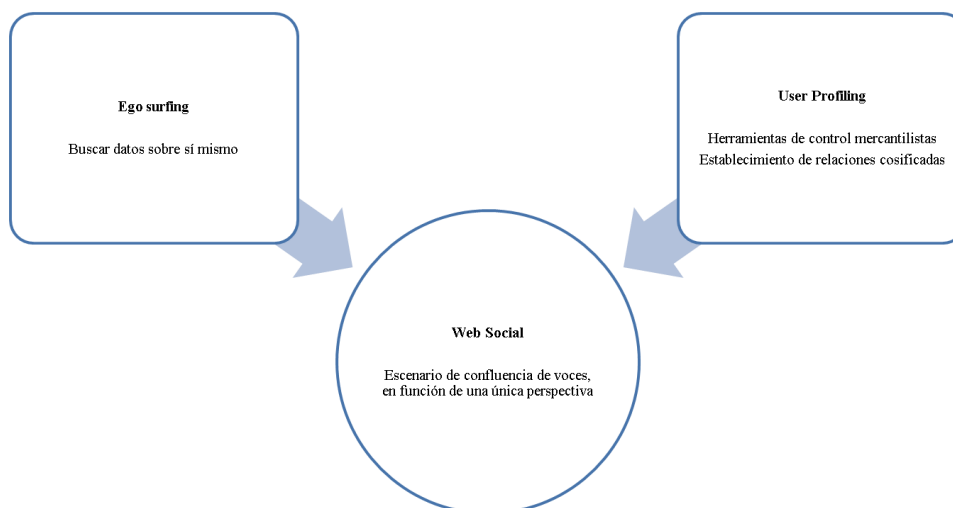 Ego surfing
Buscar datos sobre sí mismo
User Profiling
Herramientas de control mercantilistas
Establecimiento de relaciones cosificadas
Web Social
Escenario de confluencia de voces,
en función de una única perspectiva